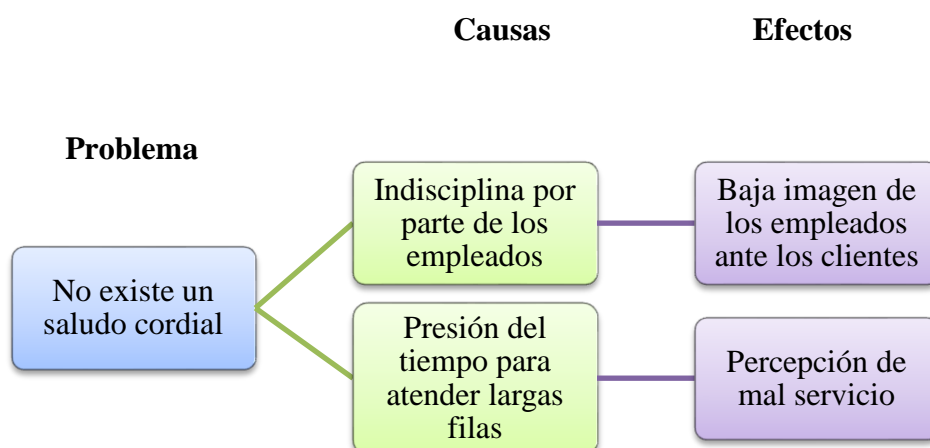 Causas
Efectos
Problema
No existe un
saludo cordial
Indisciplina por
parte de los
empleados
Baja imagen de
los empleados
ante los clientes
Presión del
tiempo para
atender largas
filas
Percepción de
mal servicio